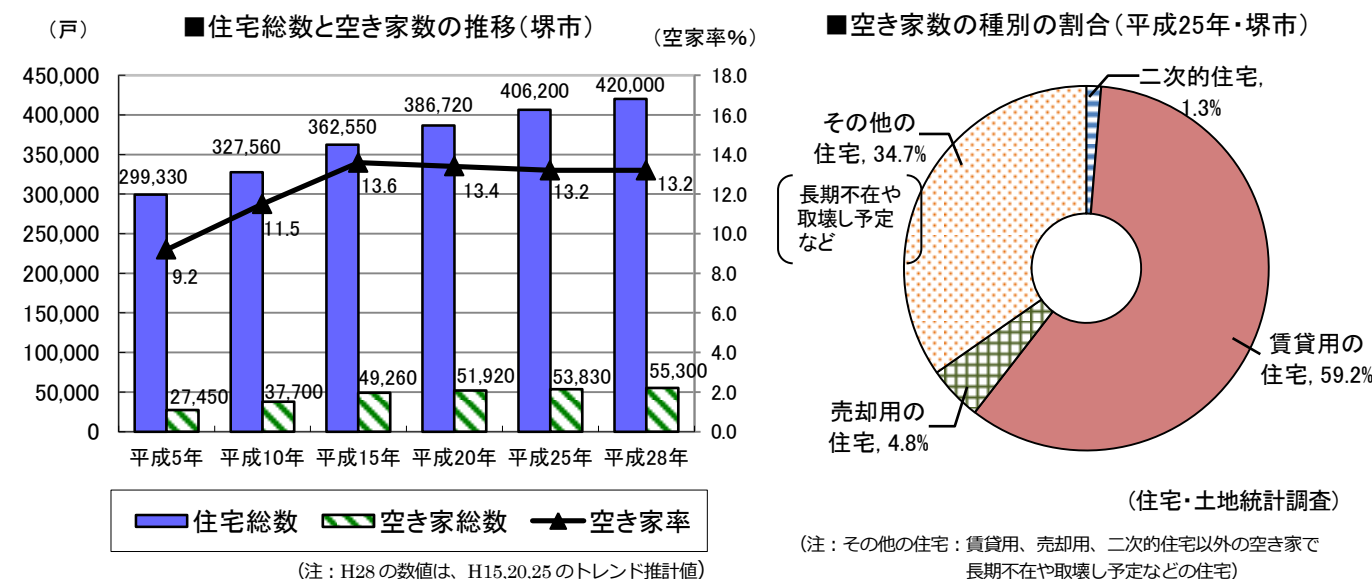 ■住宅総数と空き家数の推移(堺市)
(戸)
(空家率%)
450,000
400,000
350,000
300,000
250,000
200,000
150,000
100,000
50,000
0
18.0
16.0
14.0
12.0
10.0
8.0
6.0
4.0
2.0
0.0
299,330
327,560
362,550
386,720
406,200
420,000
9.2
11.5
13.6
13.4
13.2
13.2
27,450
37,700
49,260
51,920
53,830
55,300
平成5年 平成10年 平成15年 平成20年 平成25年 平成28年
住宅総数 空き家総数 空き家率
(注：H28の数値は、H15,20,25のトレンド推計値)
■空き家数の種別の割合(平成25年・堺市)
二次的住宅,
1.3%
その他の
住宅, 34.7%
長期不在や
取壊し予定
など
賃貸用の
住宅, 59.2%
売却用の
住宅, 4.8%
(住宅・土地統計調査)
(注：その他の住宅：賃貸用、売却用、二次的住宅以外の空き家で
長期不在や取壊し予定などの住宅)